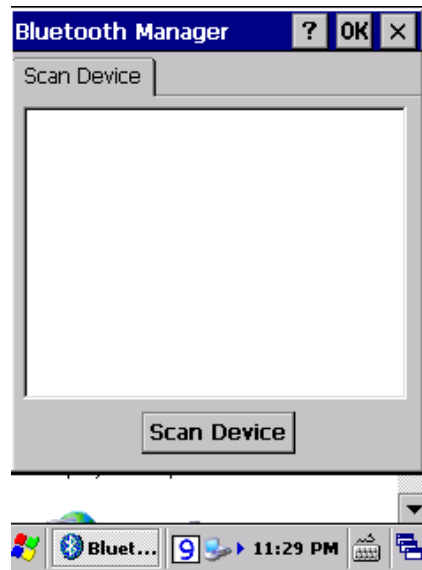 Bluetooth Manager ? OK ×
Scan Device
Scan Device
Bluet... 9 11:29 PM